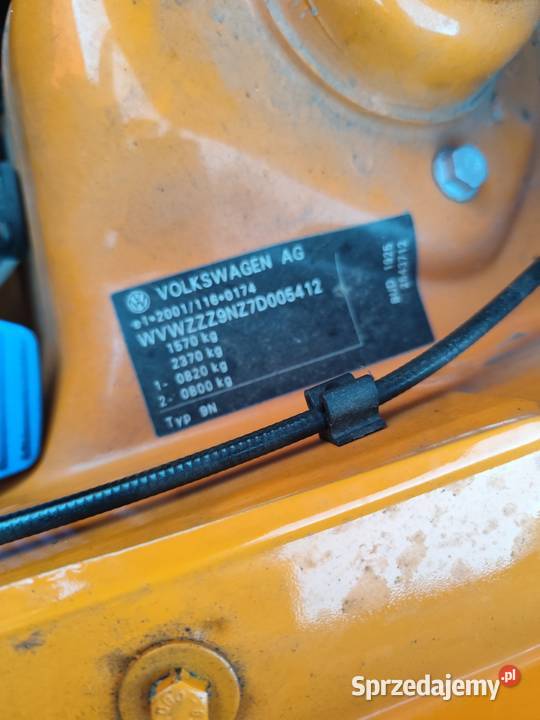 VOLKSWAGEN AG
e1*2001/116*0174
WVWZZZ9NZ7D005412
1570 kg
2370 kg
1- 0820 kg
2- 0800 kg
Typ 9N
Sprzedajemy.pl